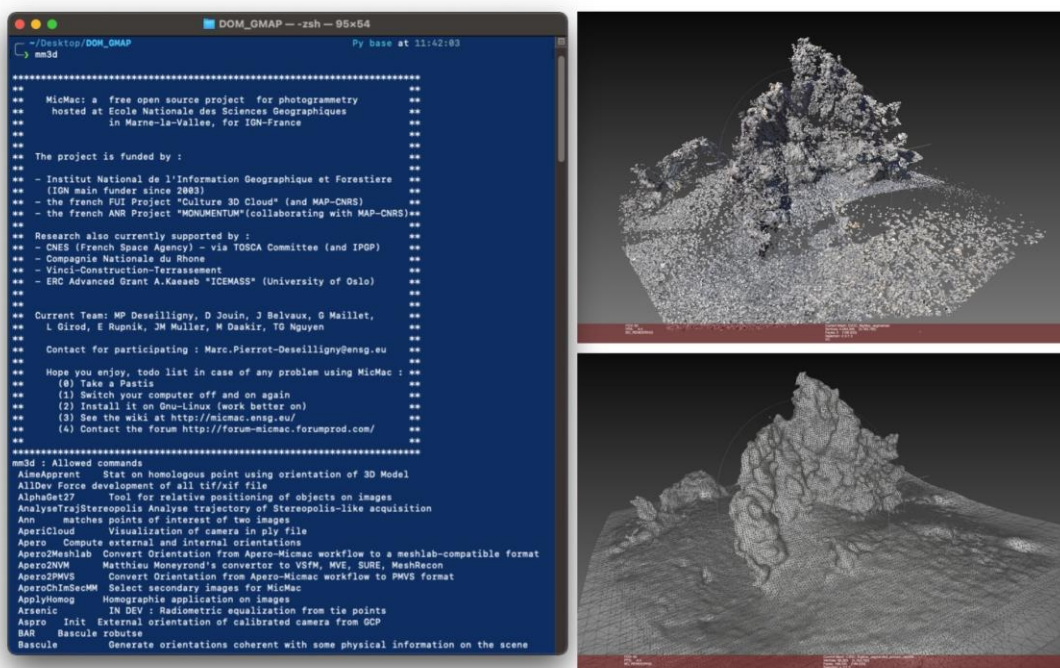 DOM_GMAP — -zsh — 95×54
~/Desktop/DOM_GMAP Py base at 11:42:03
mm3d
*************************************************************************
** **
** MicMac: a free open source project for photogrammetry **
** hosted at Ecole Nationale des Sciences Geographiques **
** in Marne-la-Vallee, for IGN-France **
** **
** **
** The project is funded by : **
** **
** - Institut National de l'Information Geographique et Forestiere **
** (IGN main funder since 2003) **
** - the french FUI Project "Culture 3D Cloud" (and MAP-CNRS) **
** - the french ANR Project "MONUMENTUM"(collaborating with MAP-CNRS)**
** **
** Research also currently supported by : **
** - CNES (French Space Agency) - via TOSCA Committee (and IPGP) **
** - Compagnie Nationale du Rhone **
** - Vinci-Construction-Terrassement **
** - ERC Advanced Grant A.Kaeaeb "ICEMASS" (University of Oslo) **
** **
** **
** Current Team: MP Deseilligny, D Jouin, J Belvaux, G Maillet, **
** L Girod, E Rupnik, JM Muller, M Daakir, TG Nguyen **
** **
** Contact for participating : Marc.Pierrot-Deseilligny@ensg.eu **
** **
** Hope you enjoy, todo list in case of any problem using MicMac : **
** (0) Take a Pastis **
** (1) Switch your computer off and on again **
** (2) Install it on Gnu-Linux (work better on) **
** (3) See the wiki at http://micmac.ensg.eu/ **
** (4) Contact the forum http://forum-micmac.forumprod.com/ **
** **
*************************************************************************
mm3d : Allowed commands
AimeApprent Stat on homologous point using orientation of 3D Model
AllDev Force development of all tif/xif file
AlphaGet27 Tool for relative positioning of objects on images
AnalyseTrajStereopolis Analyse trajectory of Stereopolis-like acquisition
Ann matches points of interest of two images
AperiCloud Visualization of camera in ply file
Apero Compute external and internal orientations
Apero2Meshlab Convert Orientation from Apero-Micmac workflow to a meshlab-compatible format
Apero2NVM Matthieu Moneyrond's convertor to VSfM, MVE, SURE, MeshRecon
Apero2PMVS Convert Orientation from Apero-Micmac workflow to PMVS format
AperoChImSecMM Select secondary images for MicMac
ApplyHomog Homographie application on images
Arsenic IN DEV : Radiometric equalization from tie points
Aspro Init External orientation of calibrated camera from GCP
BAR Bascule robutse
Bascule Generate orientations coherent with some physical information on the scene